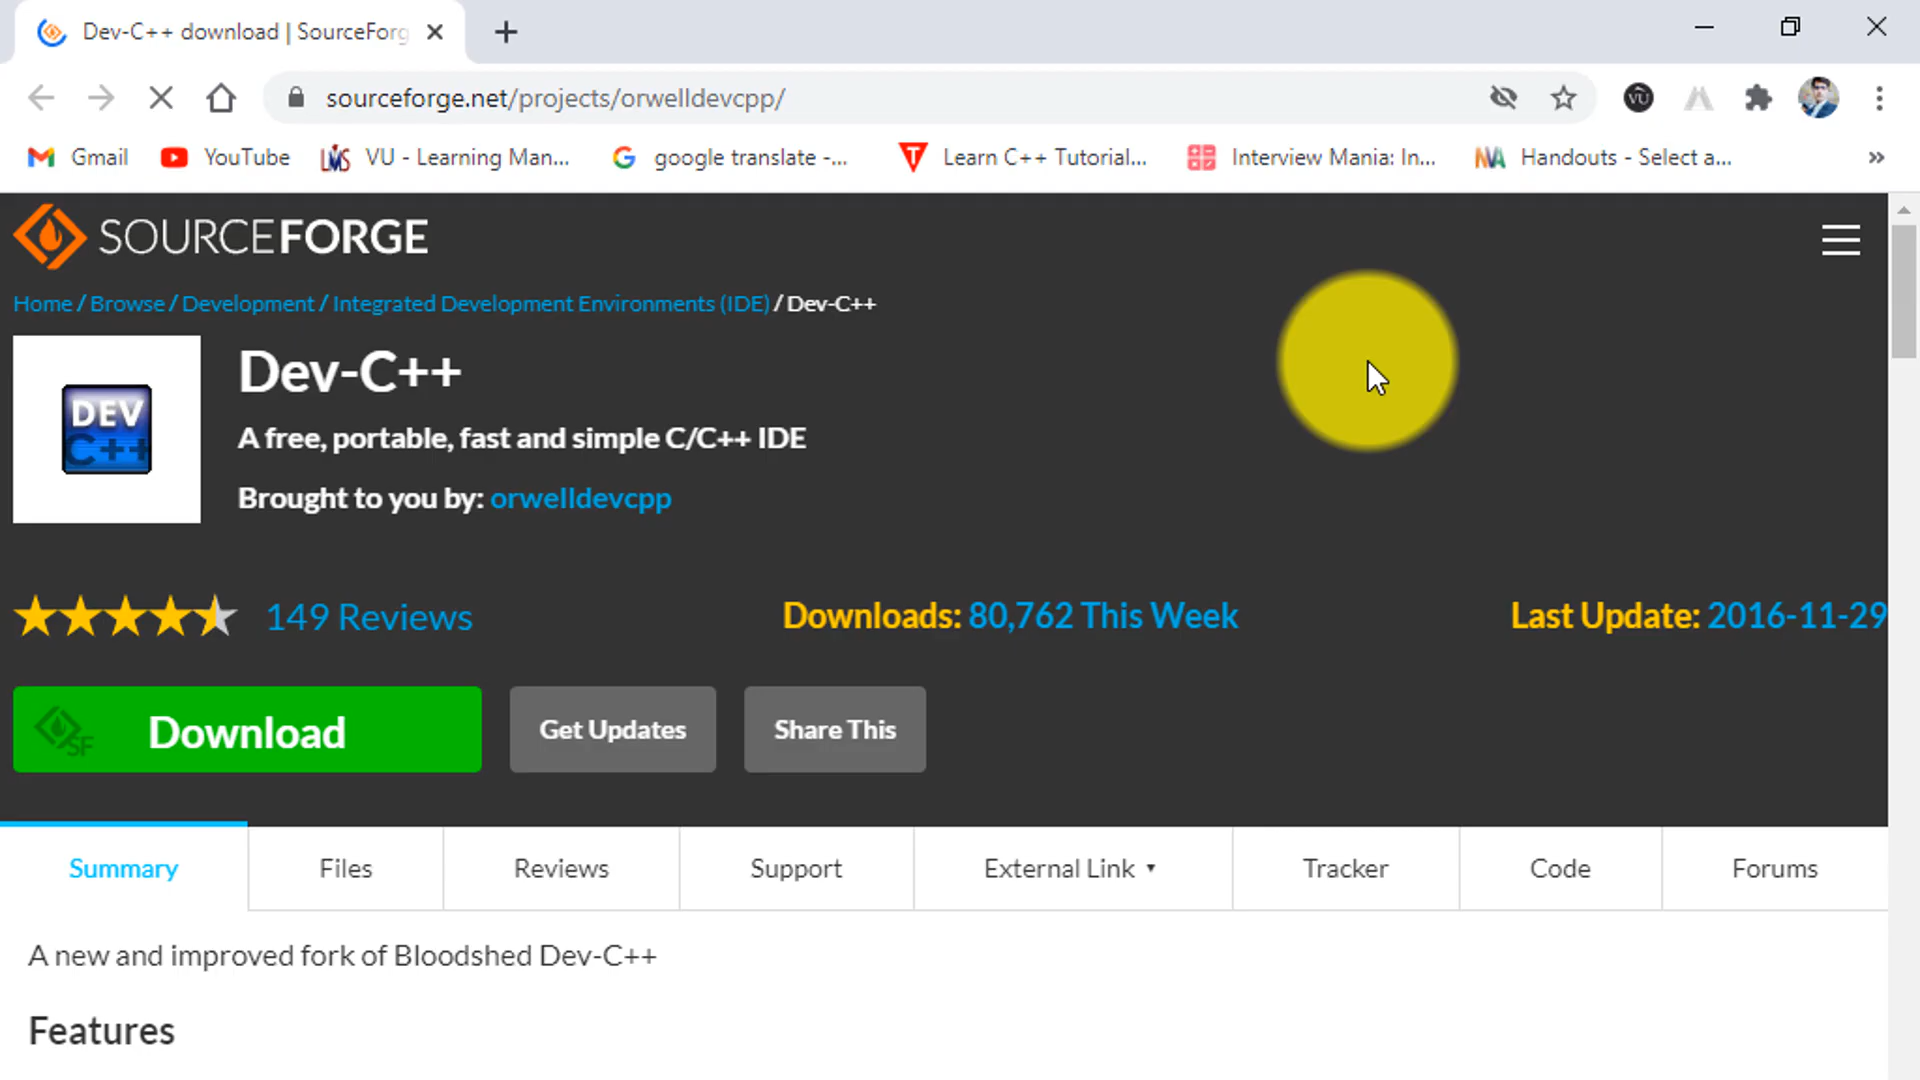 Dev-C++ download | SourceForg
sourceforge.net/projects/orwelldevcpp/
VU
Gmail
YouTube
LMS
VU - Learning Man...
google translate -...
T
Learn C++ Tutorial...
Interview Mania: In...
Handouts - Select a...
»
SOURCEFORGE
Home / Browse / Development / Integrated Development Environments (IDE) / Dev-C++
DEV
C++
Dev-C++
A free, portable, fast and simple C/C++ IDE
Brought to you by: orwelldevcpp
149 Reviews
Downloads: 80,762 This Week
Last Update: 2016-11-29
SF
Download
Get Updates
Share This
Summary
Files
Reviews
Support
External Link
Tracker
Code
Forums
A new and improved fork of Bloodshed Dev-C++
Features